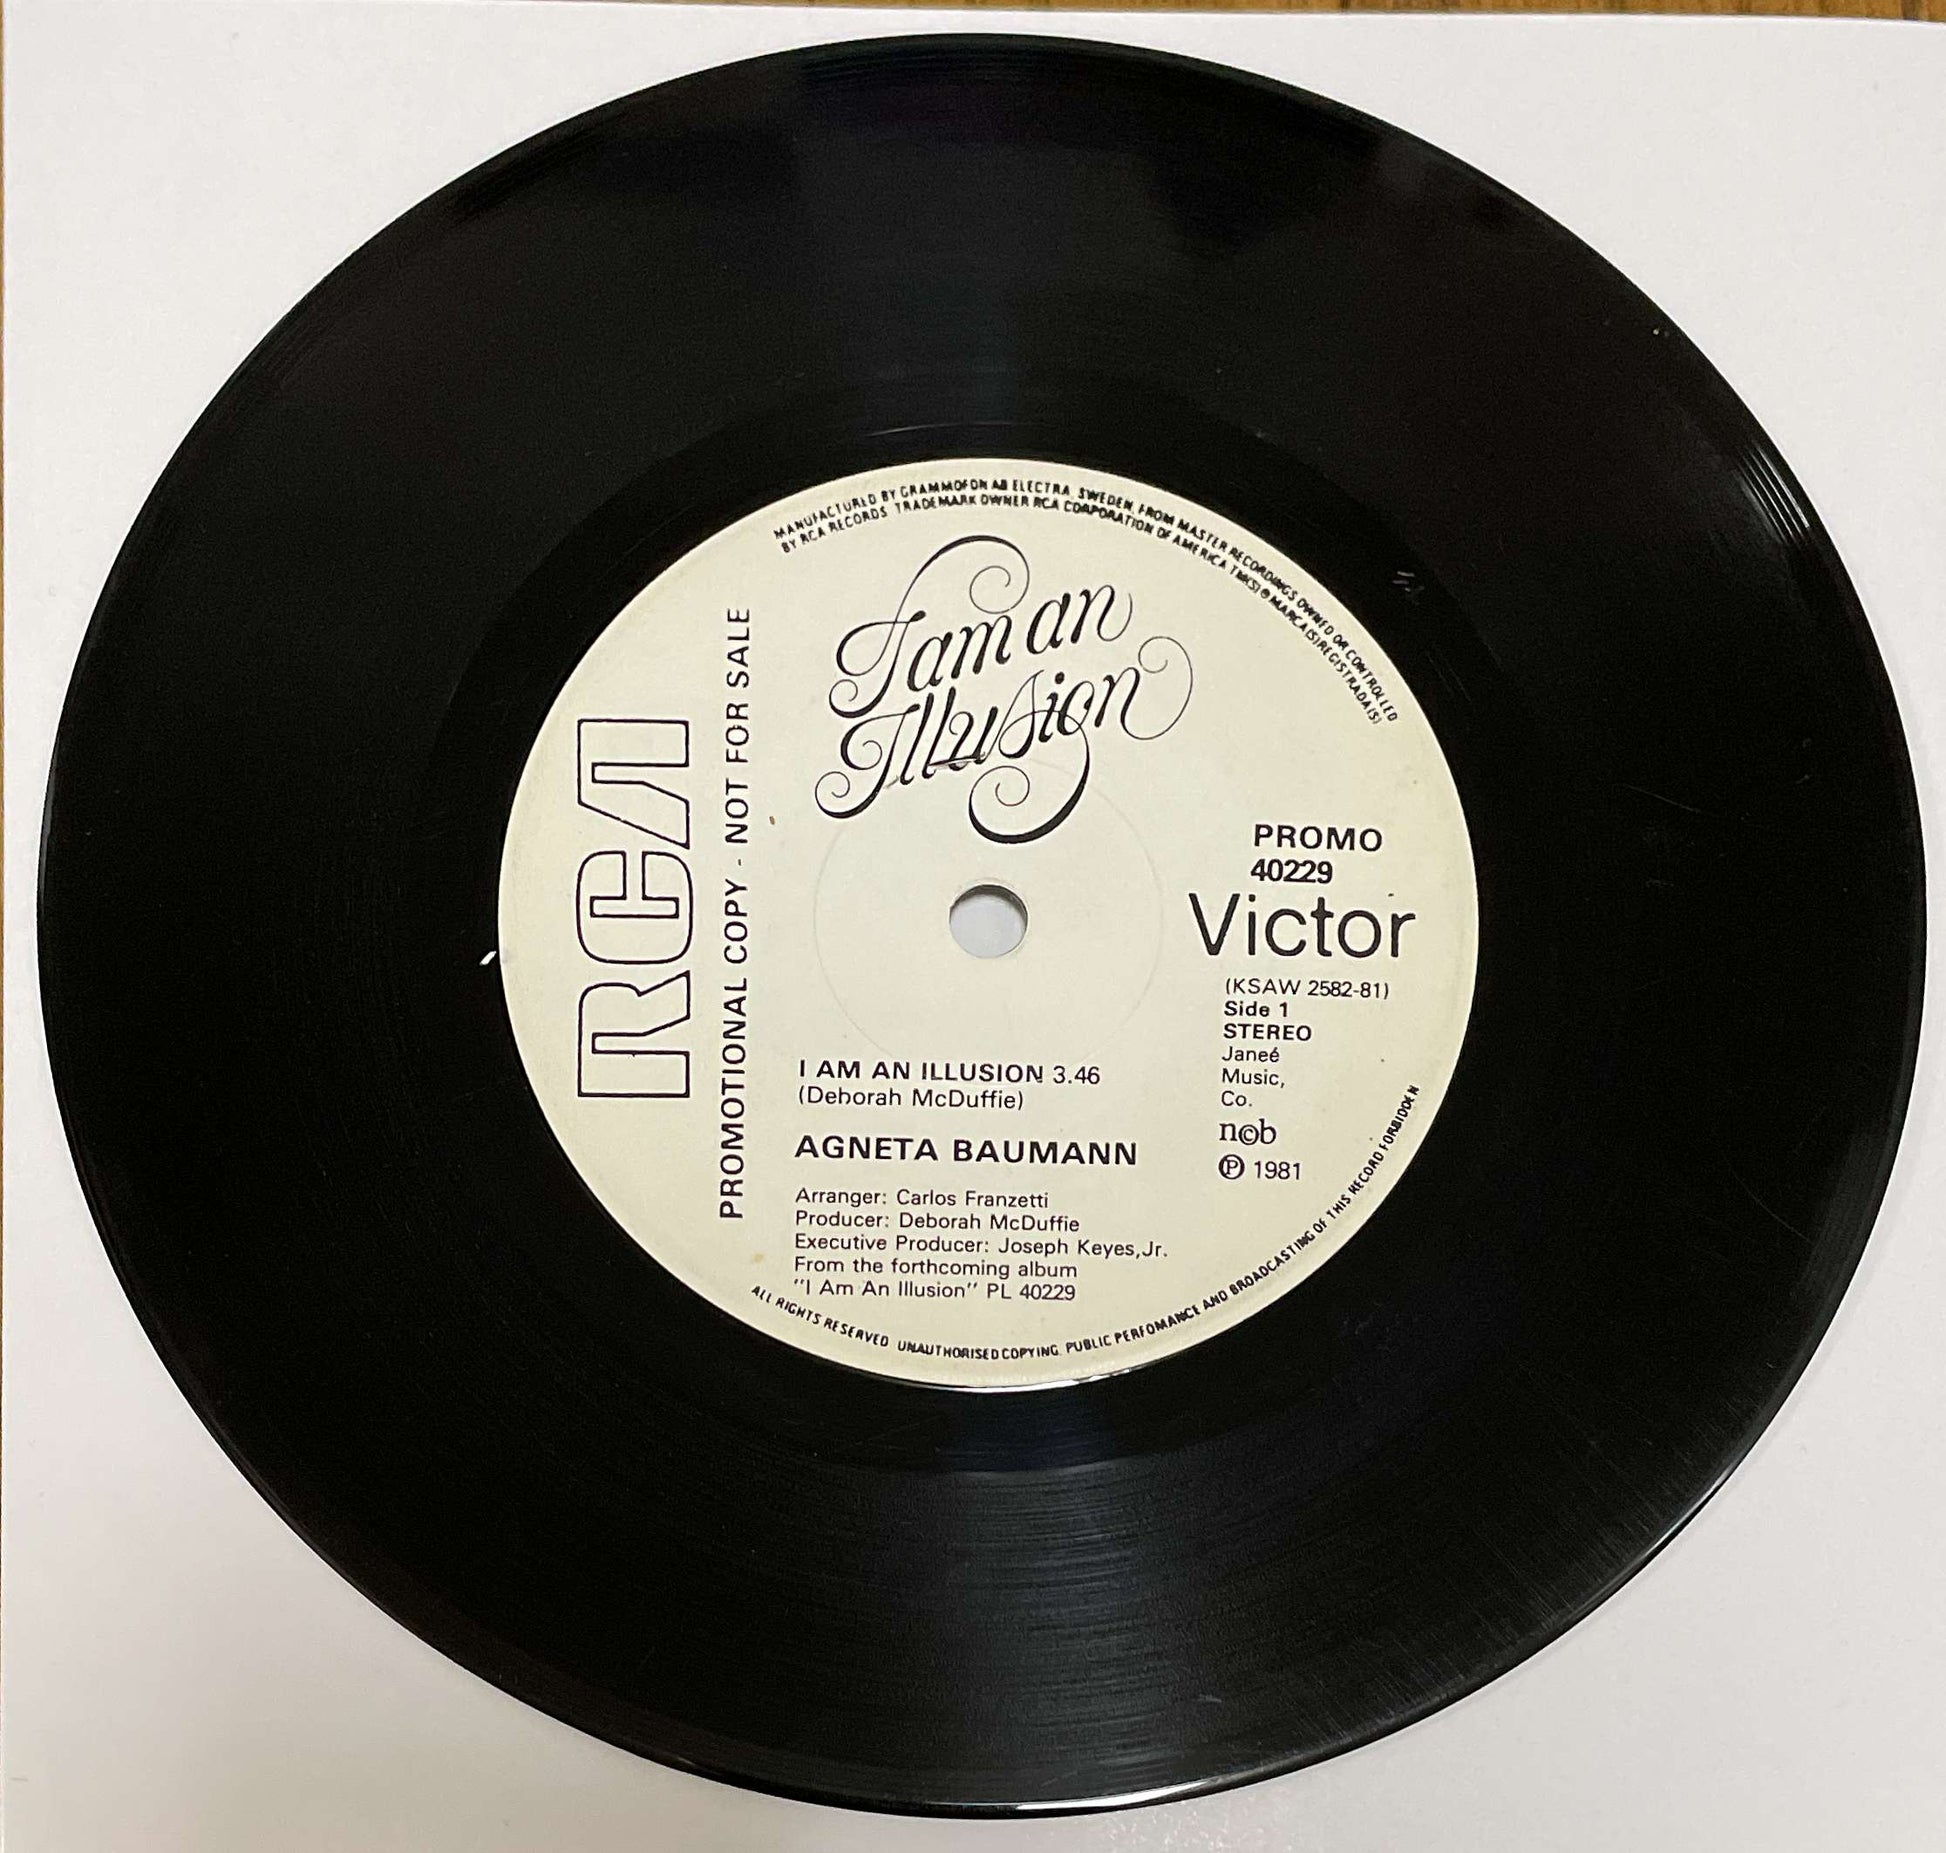 MANUFACTURED BY GRAMMOFON AB ELECTRA, SWEDEN, FROM MASTER RECORDINGS OWNED OR CONTROLLED
BY RCA RECORDS. TRADEMARK OWNER RCA CORPORATION OF AMERICA TMK(S) ® MARCA(S) REGISTRADA(S)
I am an
Illusion
RCA
PROMOTIONAL COPY - NOT FOR SALE
PROMO
40229
Victor
(KSAW 2582-81)
Side 1
STEREO
Janeé
Music,
Co.
n©b
℗ 1981
I AM AN ILLUSION 3.46
(Deborah McDuffie)
AGNETA BAUMANN
Arranger: Carlos Franzetti
Producer: Deborah McDuffie
Executive Producer: Joseph Keyes,Jr.
From the forthcoming album
"I Am An Illusion" PL 40229
ALL RIGHTS RESERVED. UNAUTHORISED COPYING. PUBLIC PERFOMANCE AND BROADCASTING OF THIS RECORD FORBIDDEN